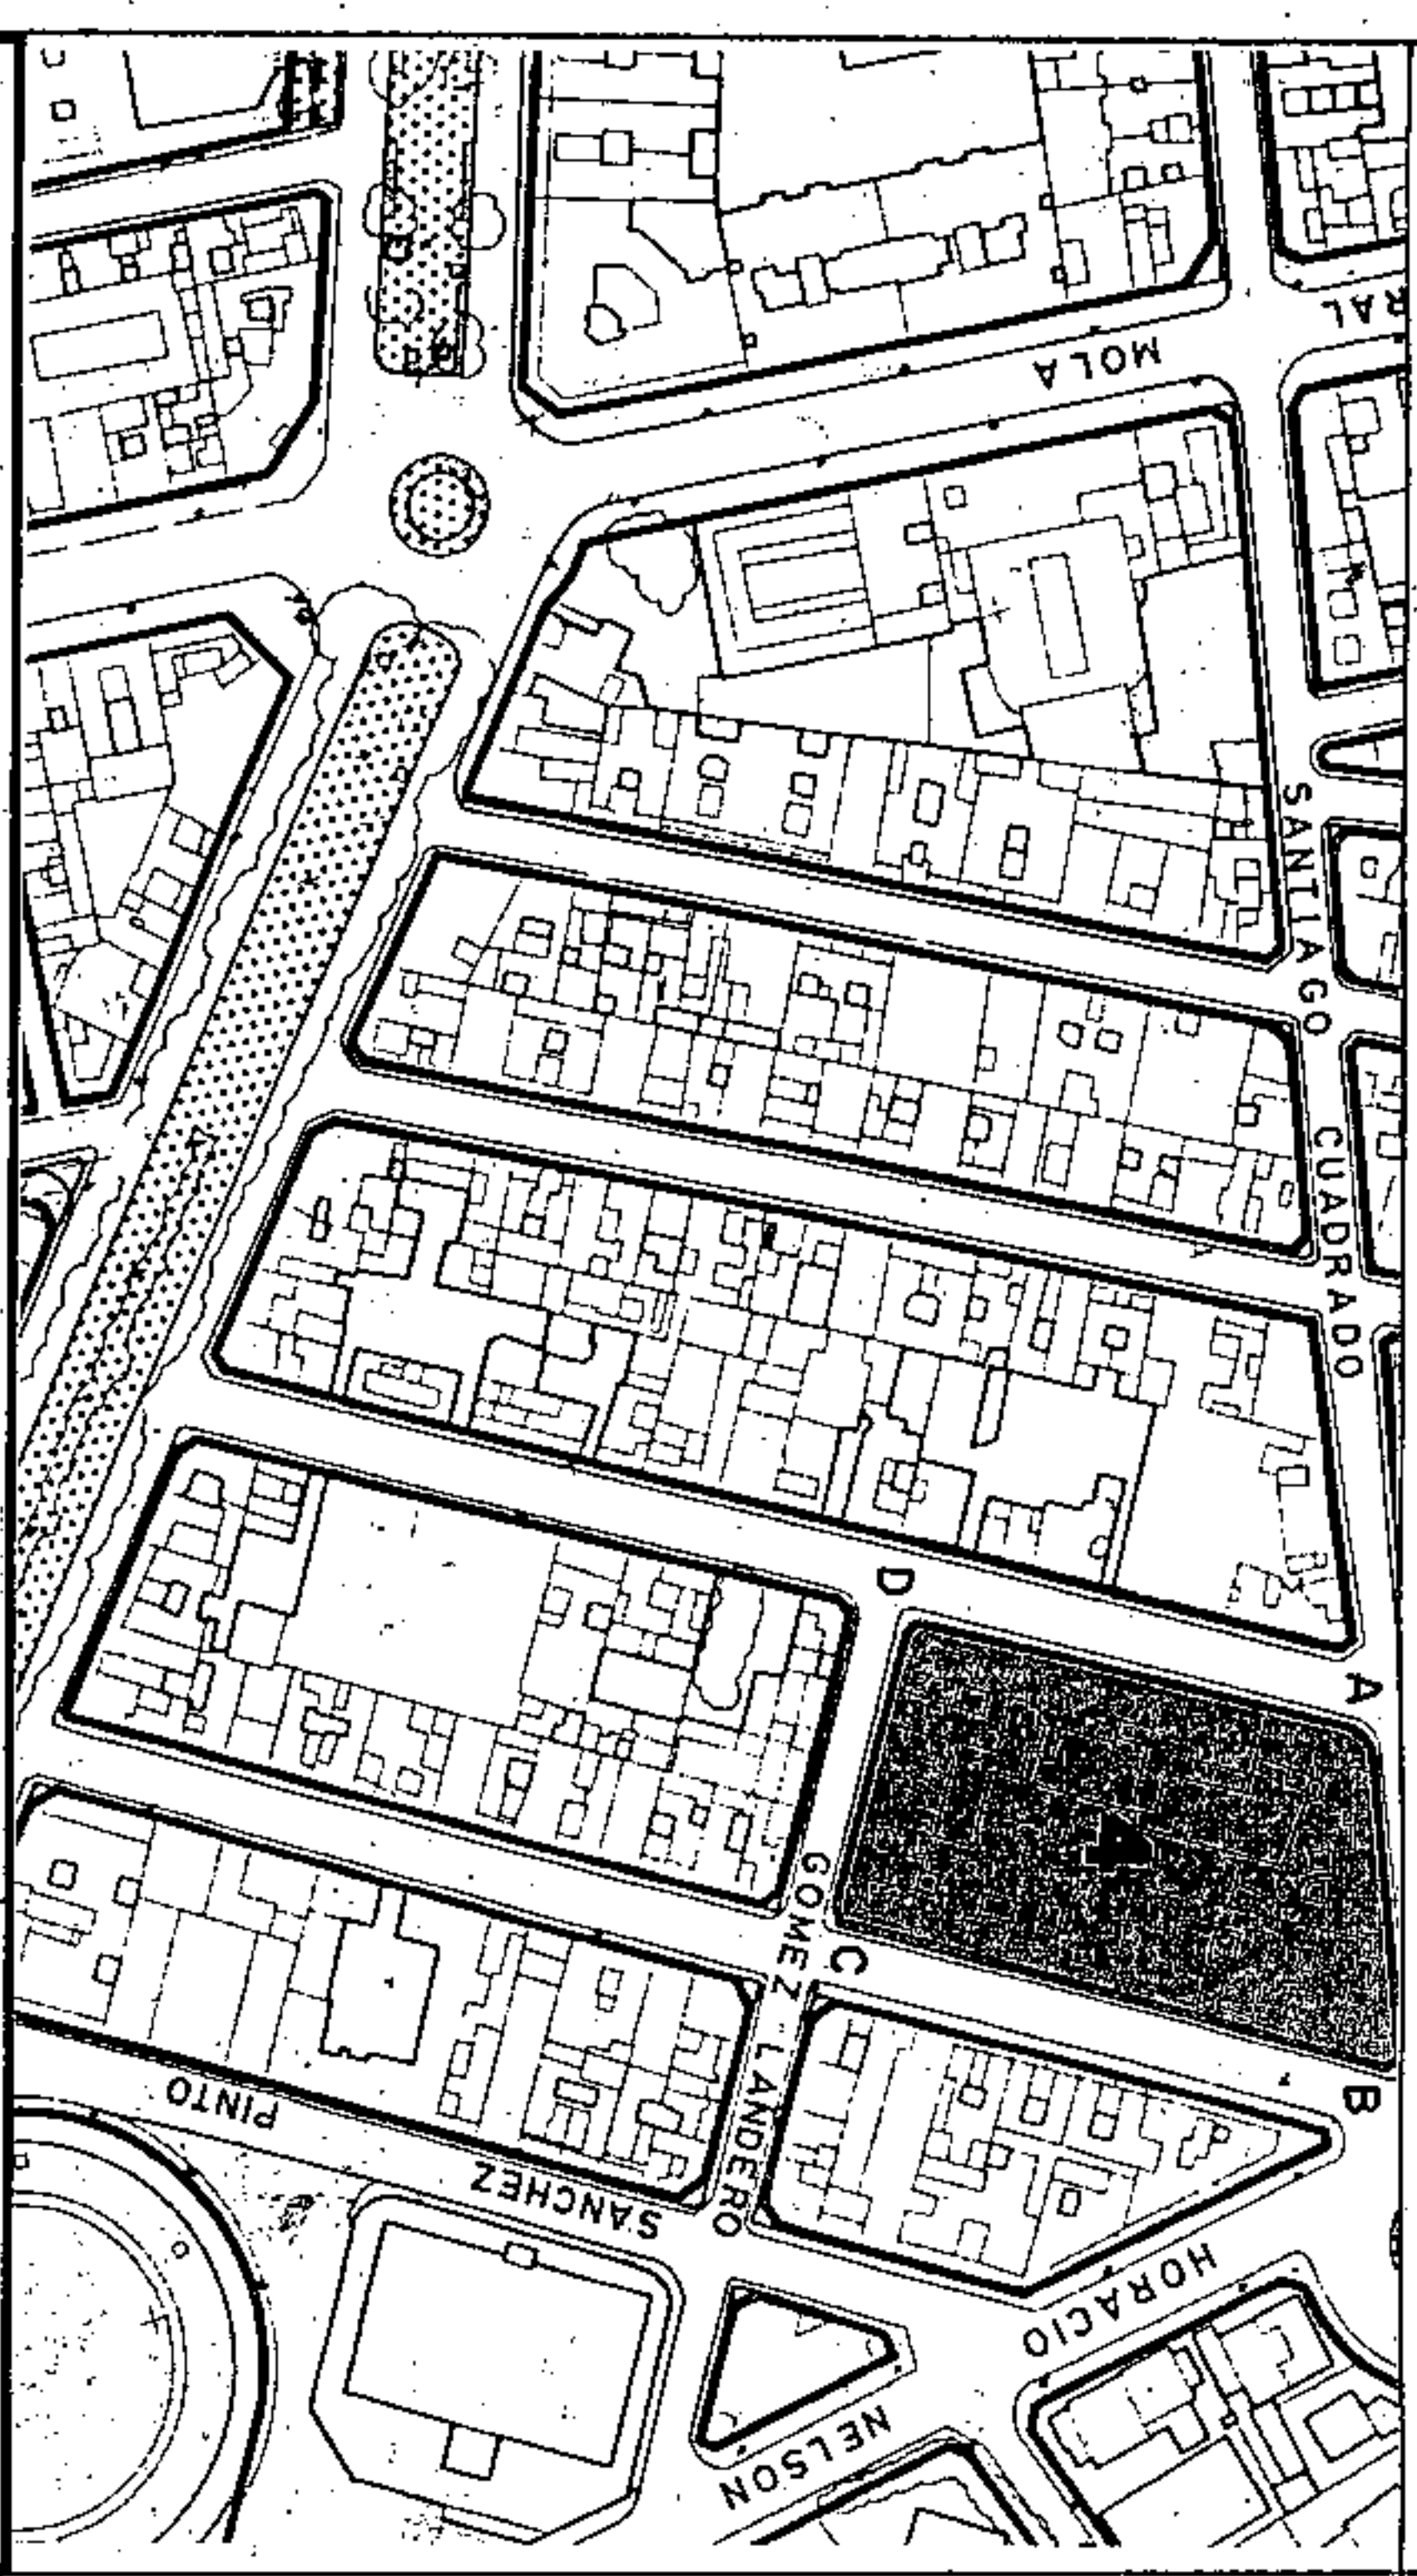 RAL
MOLA
SANTIAGO CUADRADO
D
A
GOMEZ LANDERO
C
B
PINTO
SANCHEZ
HORACIO
NELSON